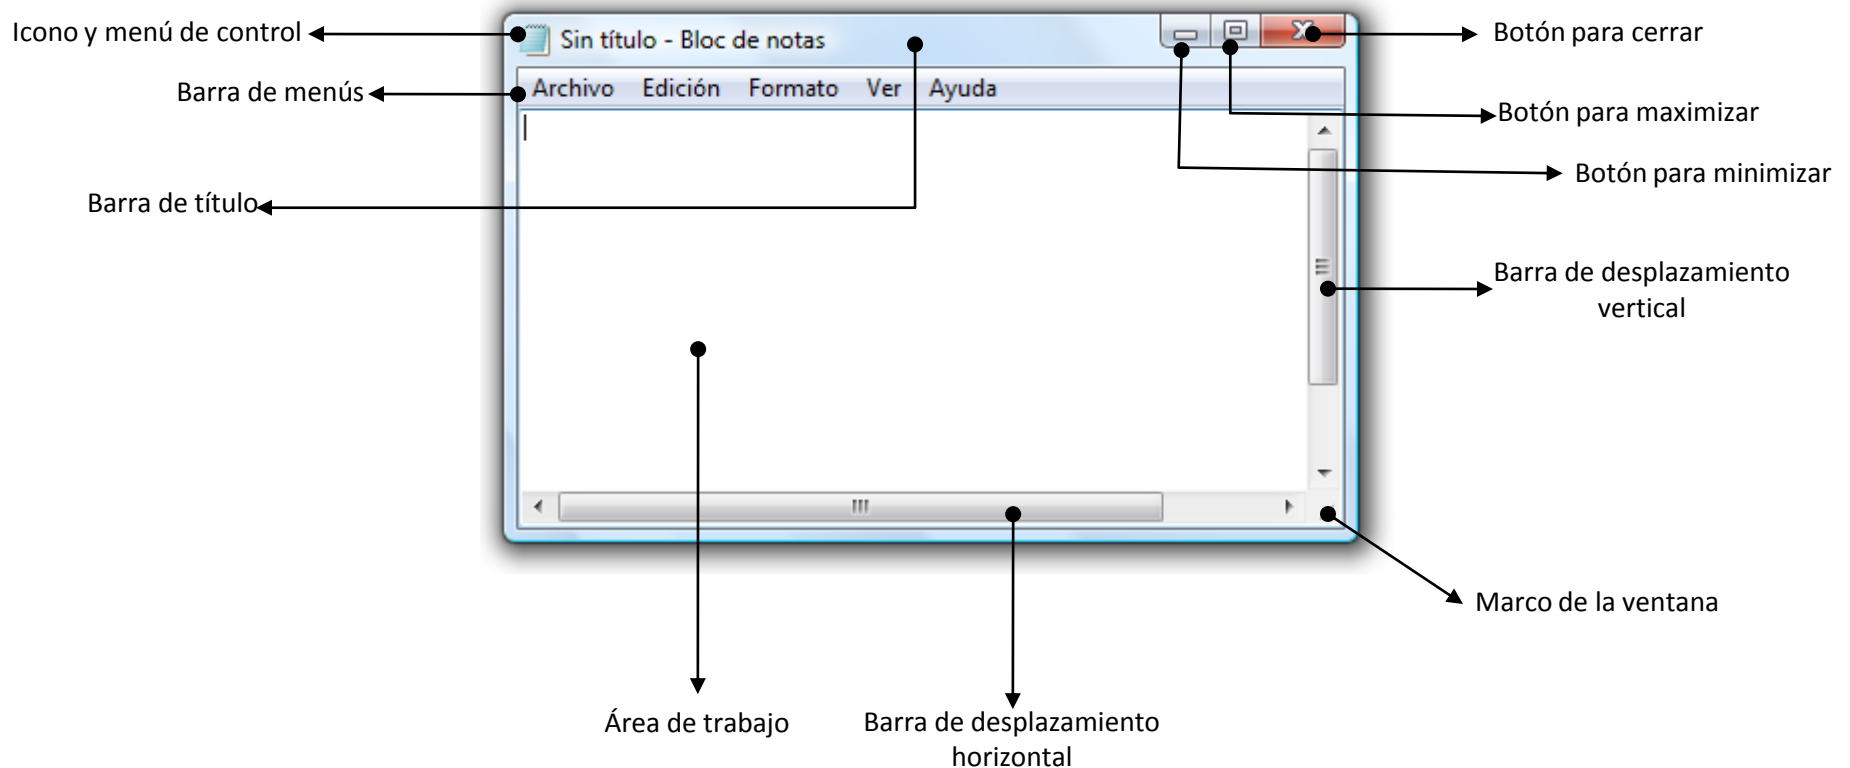 Icono y menú de control
Sin título - Bloc de notas
Botón para cerrar
Barra de menús
Archivo Edición Formato Ver Ayuda
Botón para maximizar
Botón para minimizar
Barra de título
Barra de desplazamiento
vertical
Marco de la ventana
Área de trabajo
Barra de desplazamiento
horizontal